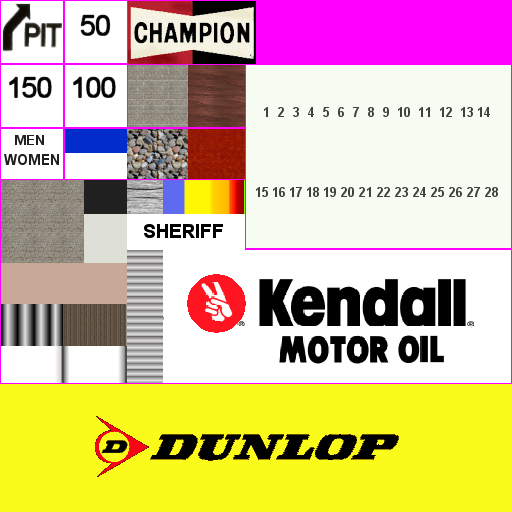 PIT
50
CHAMPION
150
100
1 2 3 4 5 6 7 8 9 10 11 12 13 14
MEN
WOMEN
15 16 17 18 19 20 21 22 23 24 25 26 27 28
SHERIFF
Kendall®
MOTOR OIL
D DUNLOP